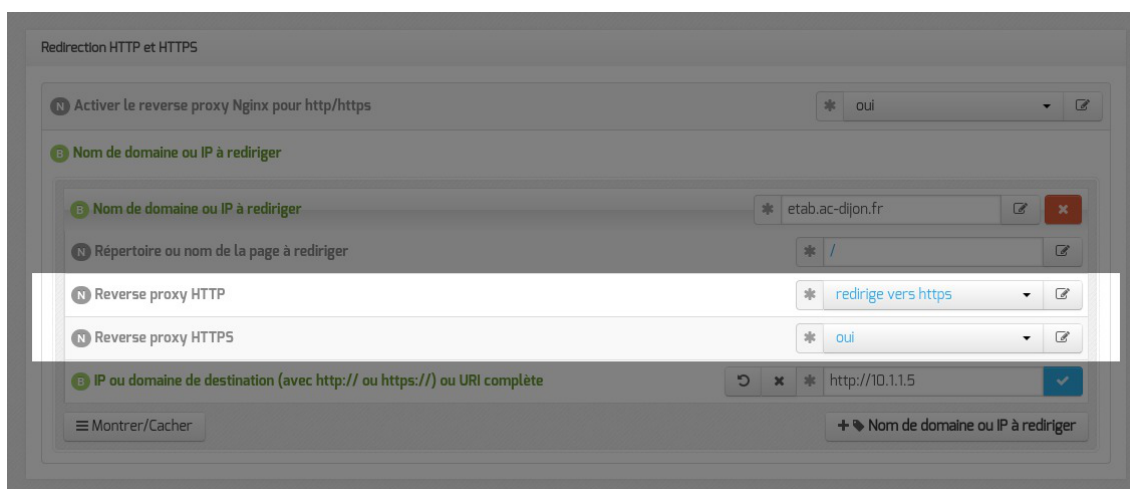 Redirection HTTP et HTTPS
N Activer le reverse proxy Nginx pour http/https * oui
B Nom de domaine ou IP à rediriger
B Nom de domaine ou IP à rediriger * etab.ac-dijon.fr
N Répertoire ou nom de la page à rediriger * /
N Reverse proxy HTTP * redirige vers https
N Reverse proxy HTTPS * oui
B IP ou domaine de destination (avec http:// ou https://) ou URI complète * http://10.1.1.5
Montrer/Cacher + Nom de domaine ou IP à rediriger